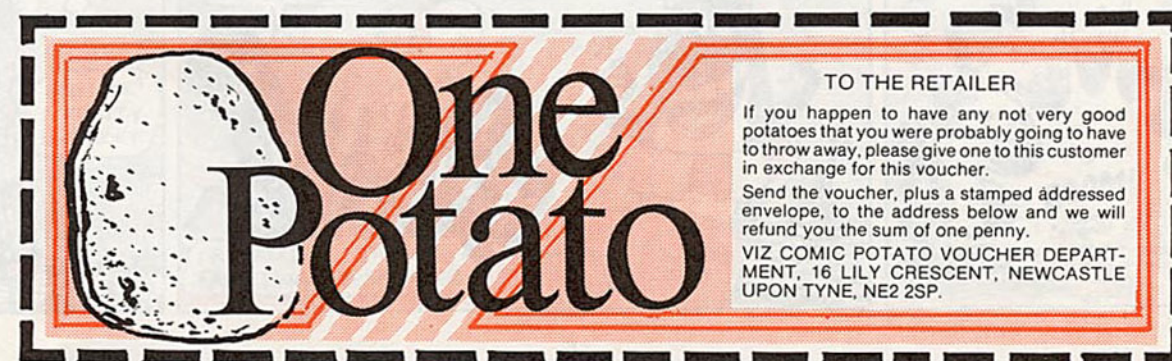 One
Potato
TO THE RETAILER
If you happen to have any not very good
potatoes that you were probably going to have
to throw away, please give one to this customer
in exchange for this voucher.
Send the voucher, plus a stamped addressed
envelope, to the address below and we will
refund you the sum of one penny.
VIZ COMIC POTATO VOUCHER DEPART-
MENT, 16 LILY CRESCENT, NEWCASTLE
UPON TYNE, NE2 2SP.